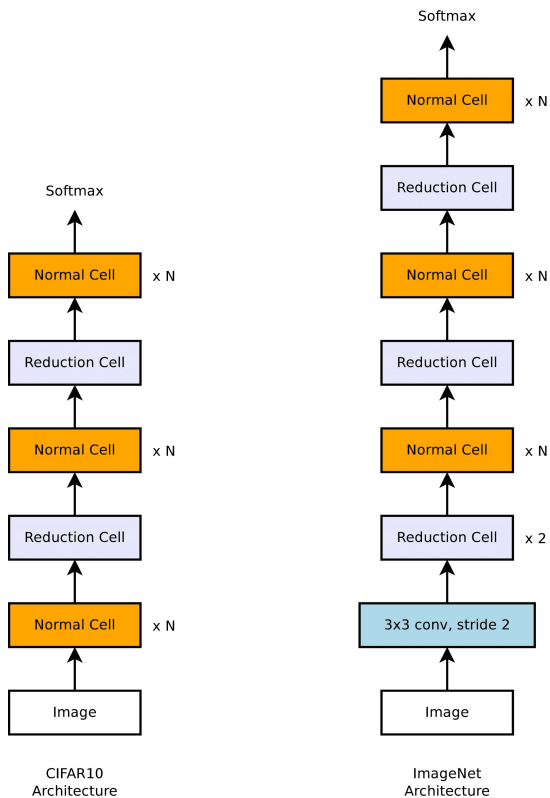 Softmax
Normal Cell x N
Reduction Cell
Normal Cell x N
Reduction Cell
Normal Cell x N
Image
CIFAR10
Architecture
Softmax
Normal Cell x N
Reduction Cell
Normal Cell x N
Reduction Cell
Normal Cell x N
Reduction Cell x 2
3x3 conv, stride 2
Image
ImageNet
Architecture